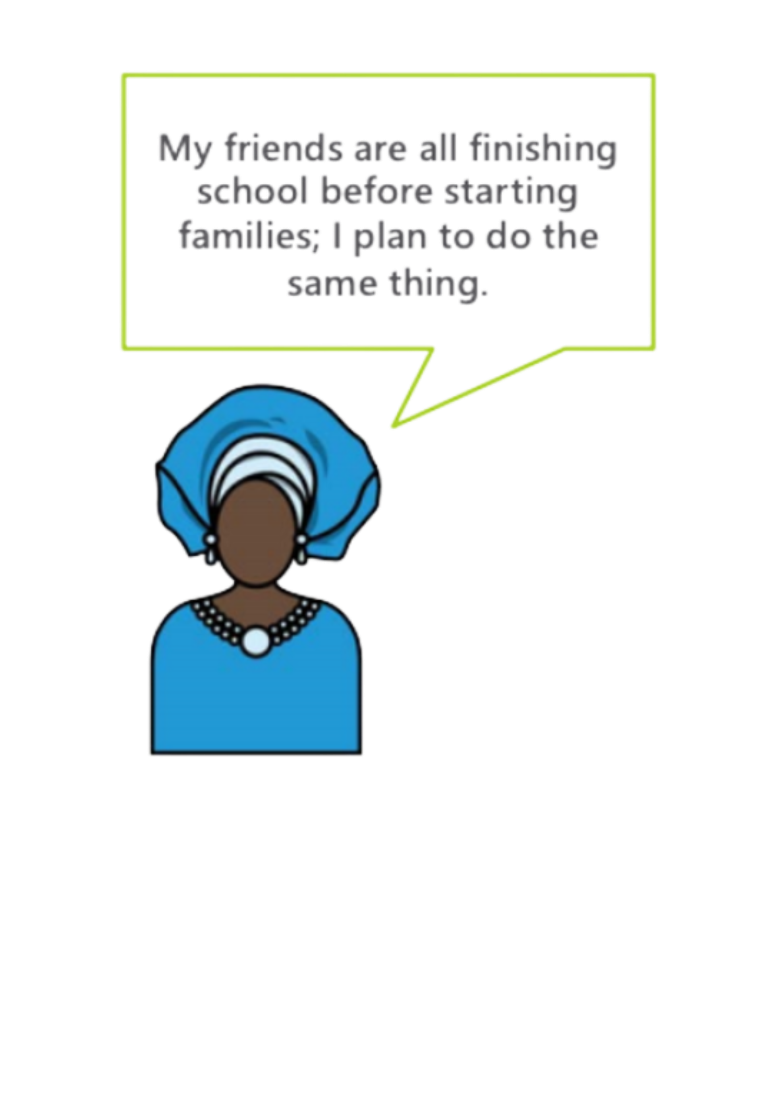 My friends are all finishing
school before starting
families; I plan to do the
same thing.